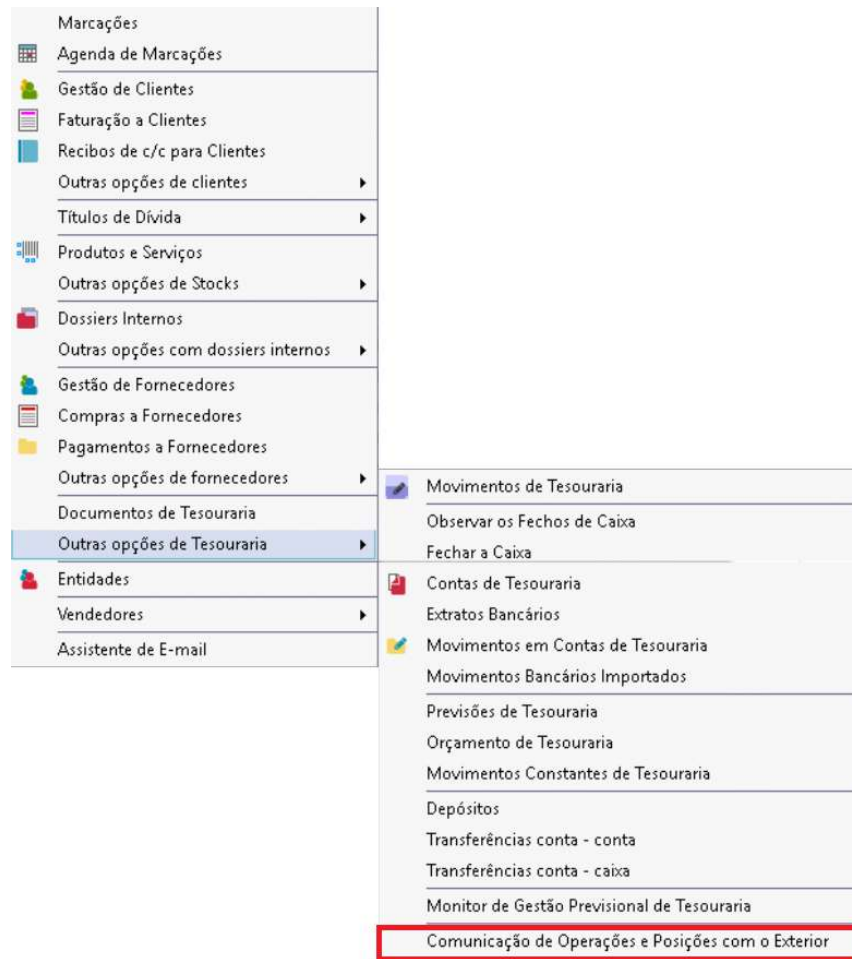 Marcações
Agenda de Marcações
Gestão de Clientes
Faturação a Clientes
Recibos de c/c para Clientes
Outras opções de clientes
Títulos de Dívida
Produtos e Serviços
Outras opções de Stocks
Dossiers Internos
Outras opções com dossiers internos
Gestão de Fornecedores
Compras a Fornecedores
Pagamentos a Fornecedores
Outras opções de fornecedores
Documentos de Tesouraria
Outras opções de Tesouraria
Entidades
Vendedores
Assistente de E-mail
Movimentos de Tesouraria
Observar os Fechos de Caixa
Fechar a Caixa
Contas de Tesouraria
Extratos Bancários
Movimentos em Contas de Tesouraria
Movimentos Bancários Importados
Previsões de Tesouraria
Orçamento de Tesouraria
Movimentos Constantes de Tesouraria
Depósitos
Transferências conta - conta
Transferências conta - caixa
Monitor de Gestão Previsional de Tesouraria
Comunicação de Operações e Posições com o Exterior